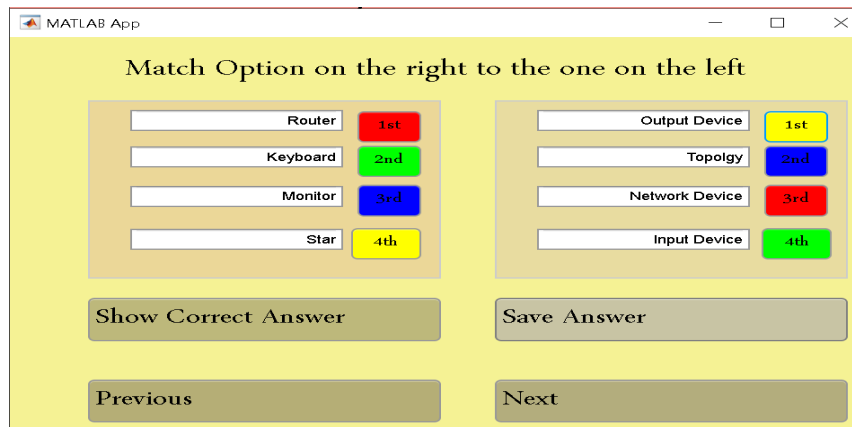 MATLAB App
Match Option on the right to the one on the left
Router 1st
Keyboard 2nd
Monitor 3rd
Star 4th
Output Device 1st
Topolgy 2nd
Network Device 3rd
Input Device 4th
Show Correct Answer
Save Answer
Previous
Next